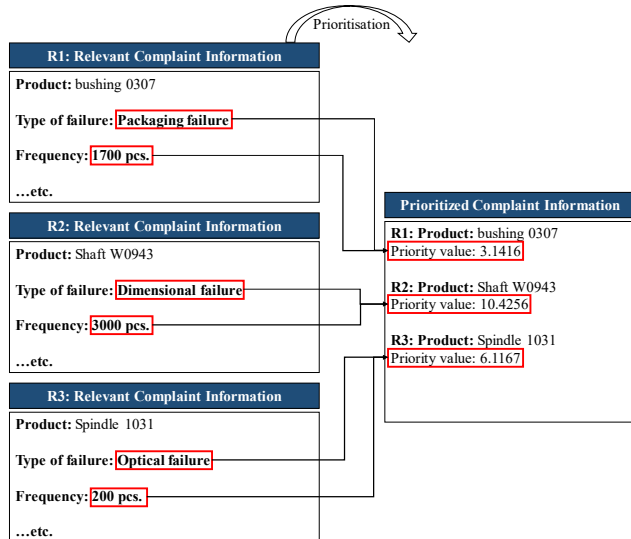 Prioritisation
R1: Relevant Complaint Information
Product: bushing 0307
Type of failure: Packaging failure
Frequency: 1700 pcs.
...etc.
R2: Relevant Complaint Information
Product: Shaft W0943
Type of failure: Dimensional failure
Frequency: 3000 pcs.
...etc.
R3: Relevant Complaint Information
Product: Spindle 1031
Type of failure: Optical failure
Frequency: 200 pcs.
...etc.
Prioritized Complaint Information
R1: Product: bushing 0307
Priority value: 3.1416
R2: Product: Shaft W0943
Priority value: 10.4256
R3: Product: Spindle 1031
Priority value: 6.1167